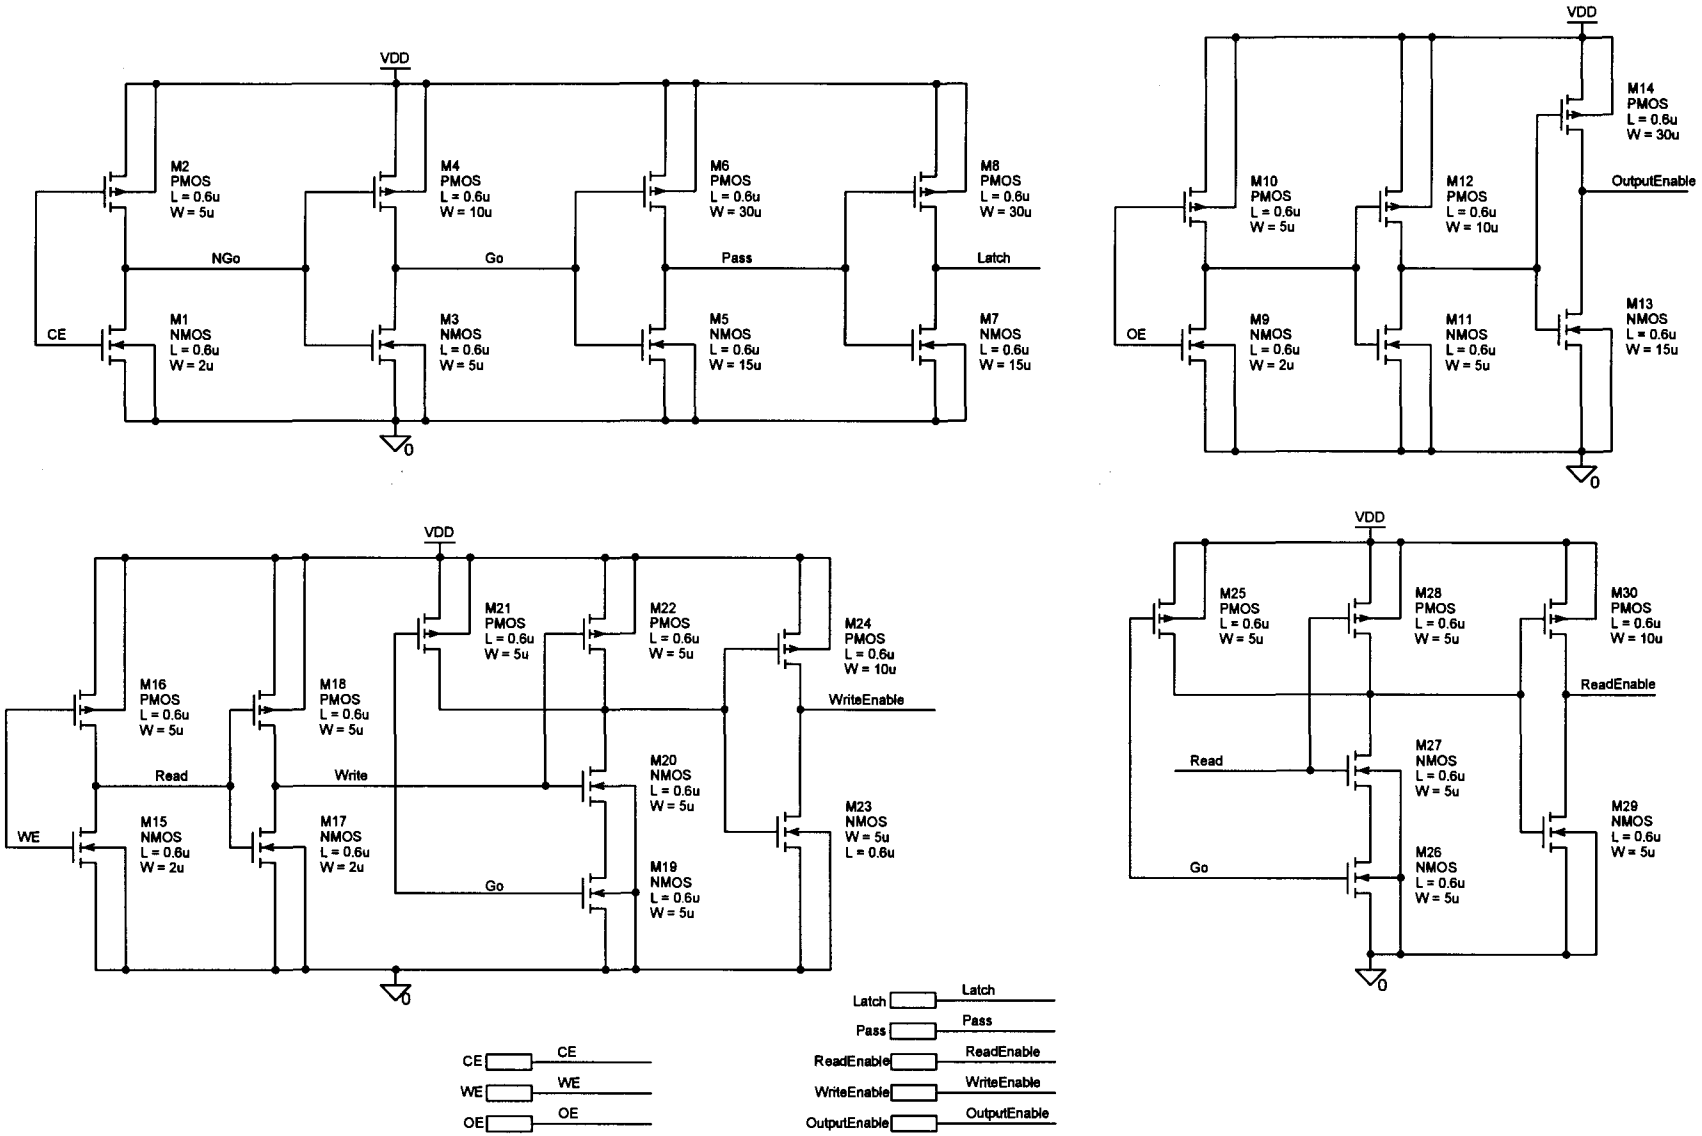 VDD
M2
PMOS
L = 0.6u
W = 5u
M4
PMOS
L = 0.6u
W = 10u
M6
PMOS
L = 0.6u
W = 30u
M8
PMOS
L = 0.6u
W = 30u
NGo
Go
Pass
Latch
CE
M1
NMOS
L = 0.6u
W = 2u
M3
NMOS
L = 0.6u
W = 5u
M5
NMOS
L = 0.6u
W = 15u
M7
NMOS
L = 0.6u
W = 15u
0
VDD
M14
PMOS
L = 0.6u
W = 30u
M10
PMOS
L = 0.6u
W = 5u
M12
PMOS
L = 0.6u
W = 10u
OutputEnable
OE
M9
NMOS
L = 0.6u
W = 2u
M11
NMOS
L = 0.6u
W = 5u
M13
NMOS
L = 0.6u
W = 15u
0
VDD
M21
PMOS
L = 0.6u
W = 5u
M22
PMOS
L = 0.6u
W = 5u
M24
PMOS
L = 0.6u
W = 10u
M16
PMOS
L = 0.6u
W = 5u
M18
PMOS
L = 0.6u
W = 5u
WriteEnable
Read
Write
M20
NMOS
L = 0.6u
W = 5u
WE
M15
NMOS
L = 0.6u
W = 2u
M17
NMOS
L = 0.6u
W = 2u
M23
NMOS
W = 5u
L = 0.6u
Go
M19
NMOS
L = 0.6u
W = 5u
0
VDD
M25
PMOS
L = 0.6u
W = 5u
M28
PMOS
L = 0.6u
W = 5u
M30
PMOS
L = 0.6u
W = 10u
ReadEnable
Read
M27
NMOS
L = 0.6u
W = 5u
M29
NMOS
L = 0.6u
W = 5u
Go
M26
NMOS
L = 0.6u
W = 5u
0
Latch Latch
Pass Pass
ReadEnable ReadEnable
WriteEnable WriteEnable
OutputEnable OutputEnable
CE CE
WE WE
OE OE